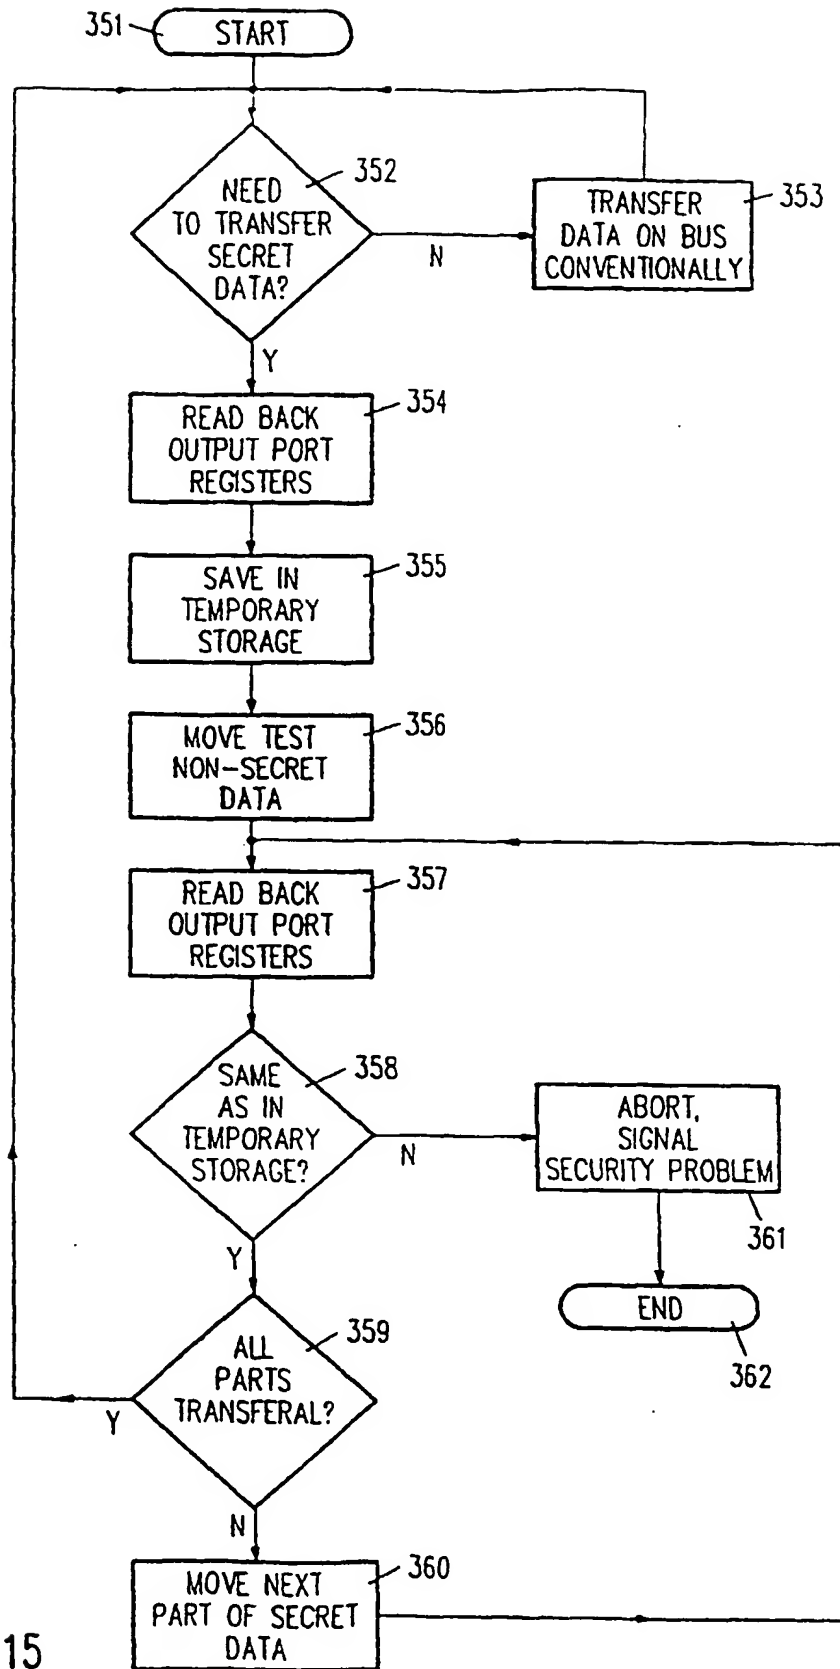 351
START
352
NEED
TO TRANSFER
SECRET
DATA?
N
353
TRANSFER
DATA ON BUS
CONVENTIONALLY
Y
354
READ BACK
OUTPUT PORT
REGISTERS
355
SAVE IN
TEMPORARY
STORAGE
356
MOVE TEST
NON-SECRET
DATA
357
READ BACK
OUTPUT PORT
REGISTERS
358
SAME
AS IN
TEMPORARY
STORAGE?
N
ABORT,
SIGNAL
SECURITY PROBLEM
361
Y
END
362
359
ALL
PARTS
TRANSFERAL?
Y
N
360
MOVE NEXT
PART OF SECRET
DATA
15